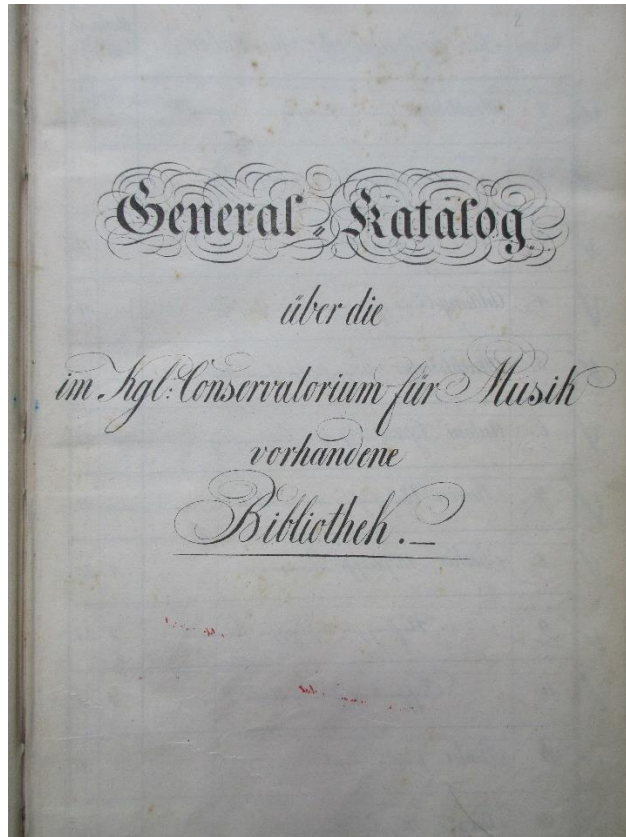 General-Katalog.
über die
im Kgl: Conservatorium für Musik
vorhandene
Bibliothek.